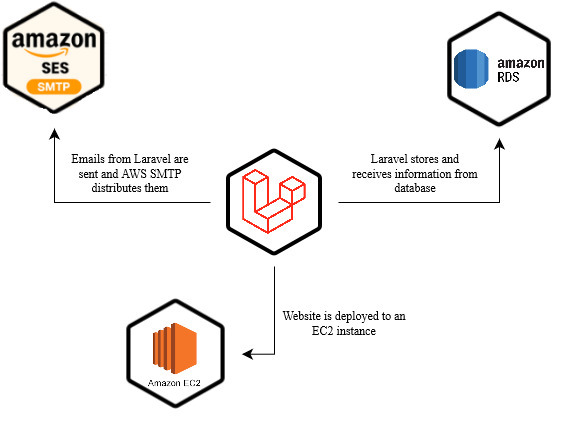 amazon
SES
SMTP
amazon
RDS
Emails from Laravel are
sent and AWS SMTP
distributes them
Laravel stores and
receives information from
database
Website is deployed to an
EC2 instance
Amazon EC2